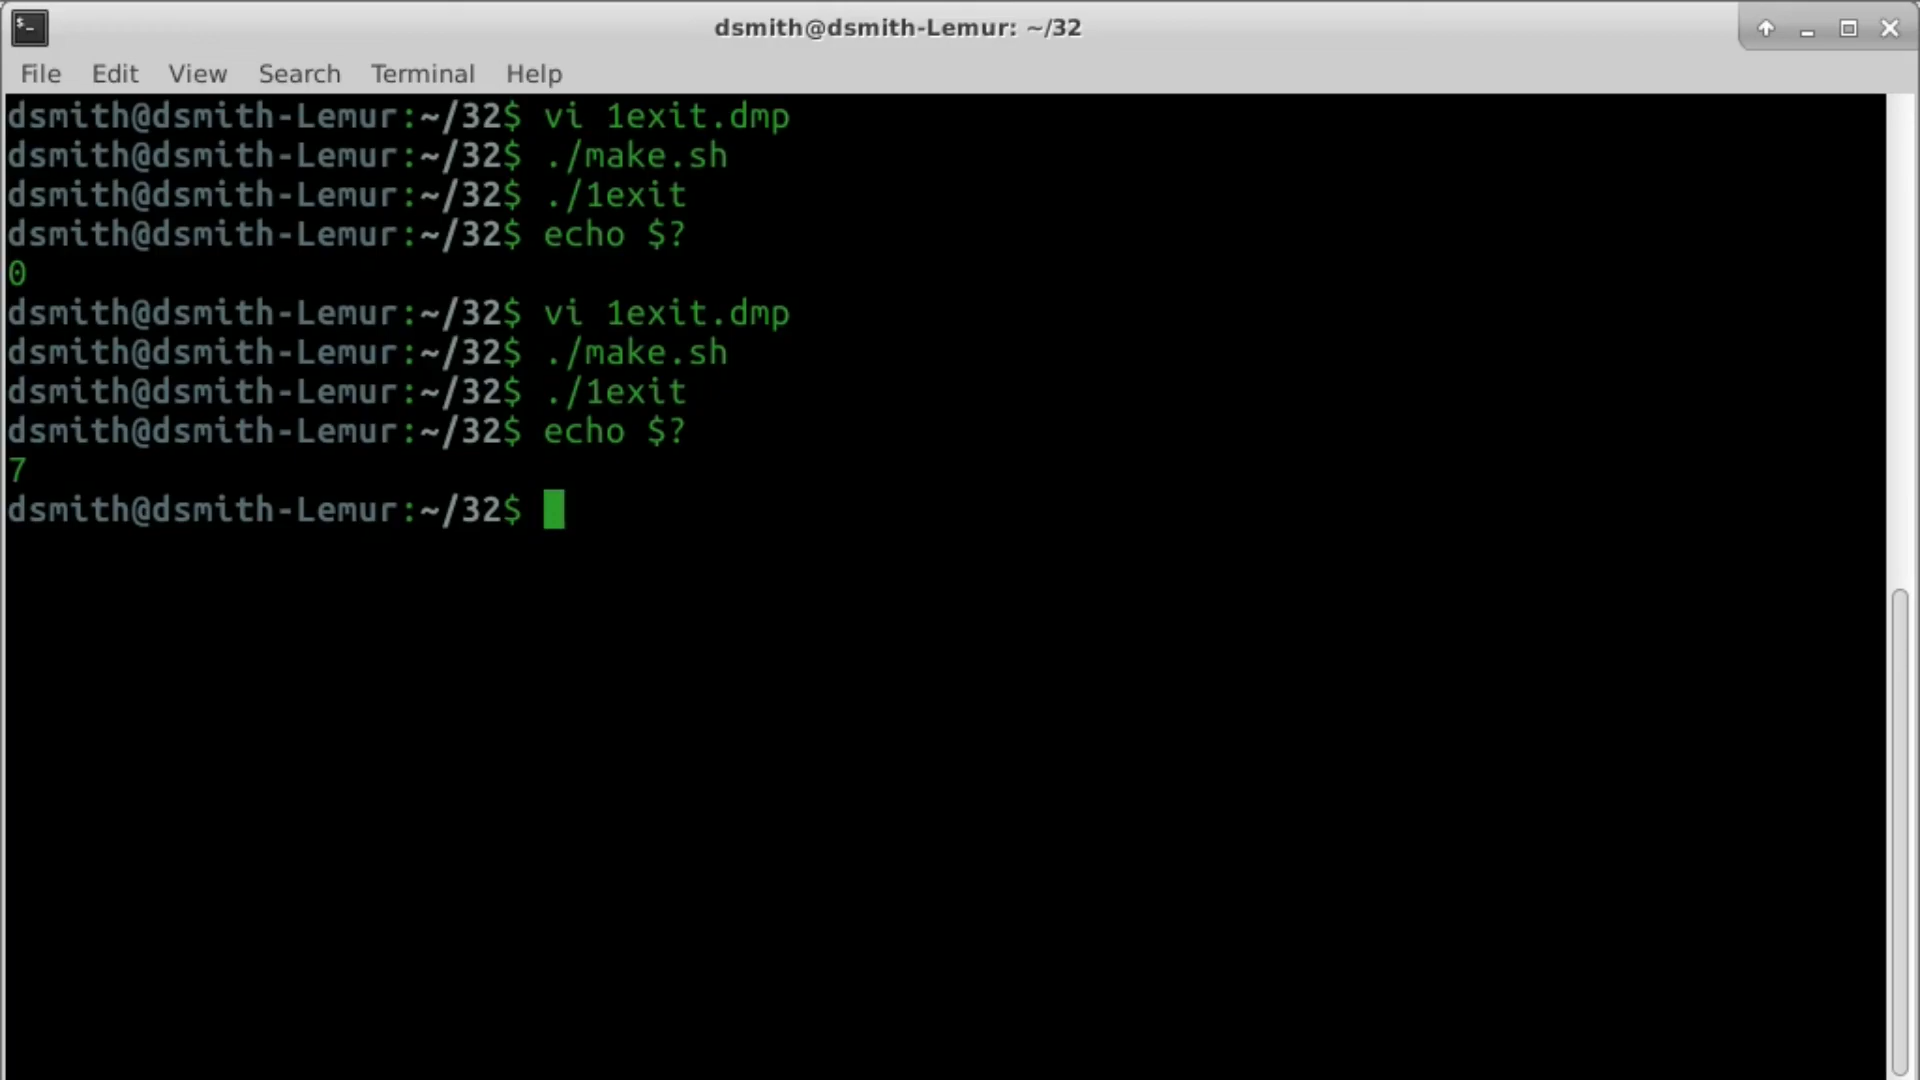 dsmith@dsmith-Lemur: ~/32
File Edit View Search Terminal Help
dsmith@dsmith-Lemur:~/32$ vi 1exit.dmp
dsmith@dsmith-Lemur:~/32$ ./make.sh
dsmith@dsmith-Lemur:~/32$ ./1exit
dsmith@dsmith-Lemur:~/32$ echo $?
0
dsmith@dsmith-Lemur:~/32$ vi 1exit.dmp
dsmith@dsmith-Lemur:~/32$ ./make.sh
dsmith@dsmith-Lemur:~/32$ ./1exit
dsmith@dsmith-Lemur:~/32$ echo $?
7
dsmith@dsmith-Lemur:~/32$